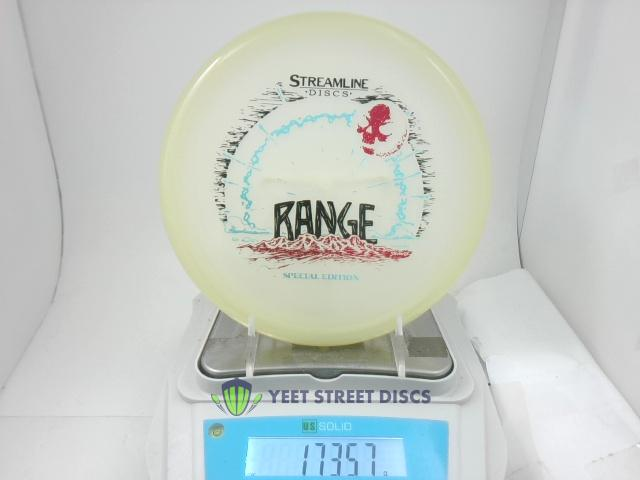 STREAMLINE
DISCS
RANGE
SPECIAL EDITION
YEET STREET DISCS
US SOLID
173.57
g